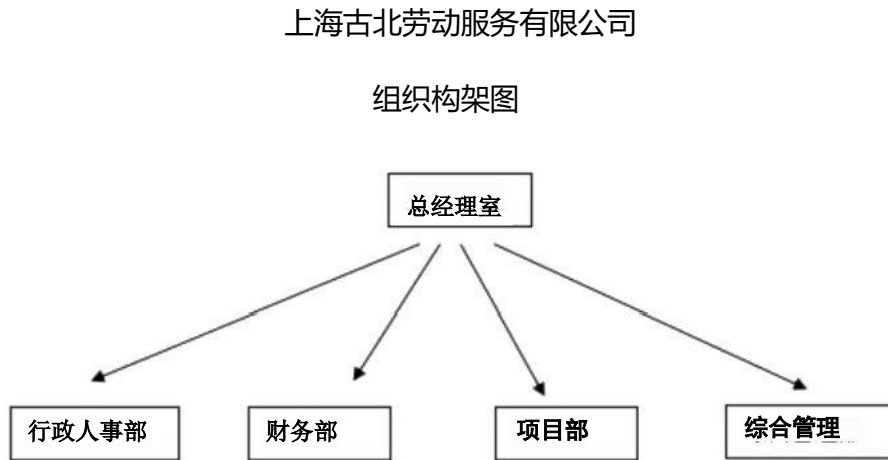 上海古北劳动服务有限公司
组织构架图
总经理室
行政人事部
财务部
项目部
综合管理